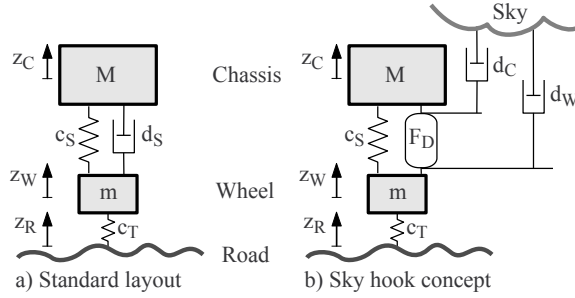 Sky
z_C
M
Chassis
z_C
M
d_C
d_W
c_S
d_S
c_S
F_D
z_W
m
Wheel
z_W
m
z_R
c_T
z_R
c_T
Road
a) Standard layout
b) Sky hook concept